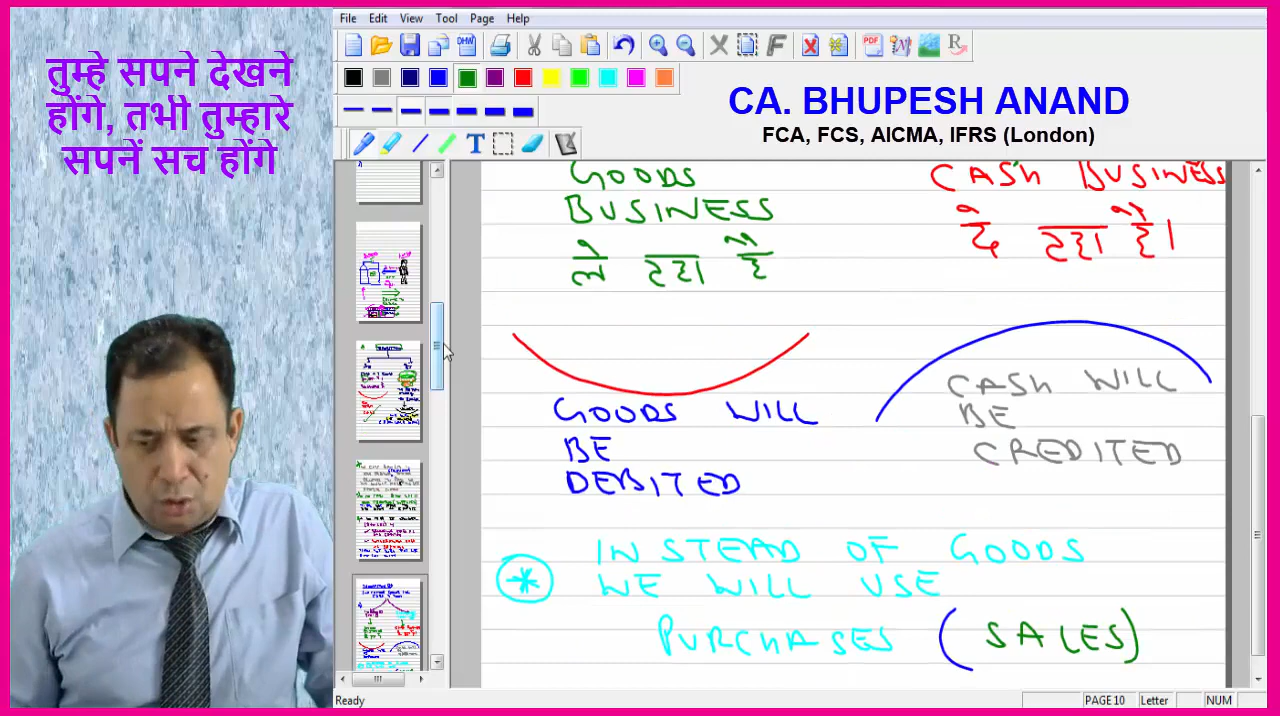 तुम्हे सपने देखने
होंगे, तभी तुम्हारे
सपनें सच होंगे
File Edit View Tool Page Help
CA. BHUPESH ANAND
FCA, FCS, AICMA, IFRS (London)
GOODS
BUSINESS
ले रहा है
CASH BUSINESS
दे रहा है।
GOODS WILL
BE
DEBITED
CASH WILL
BE
CREDITED
* INSTEAD OF GOODS
WE WILL USE
PURCHASES (SALES)
Ready PAGE10 Letter NUM